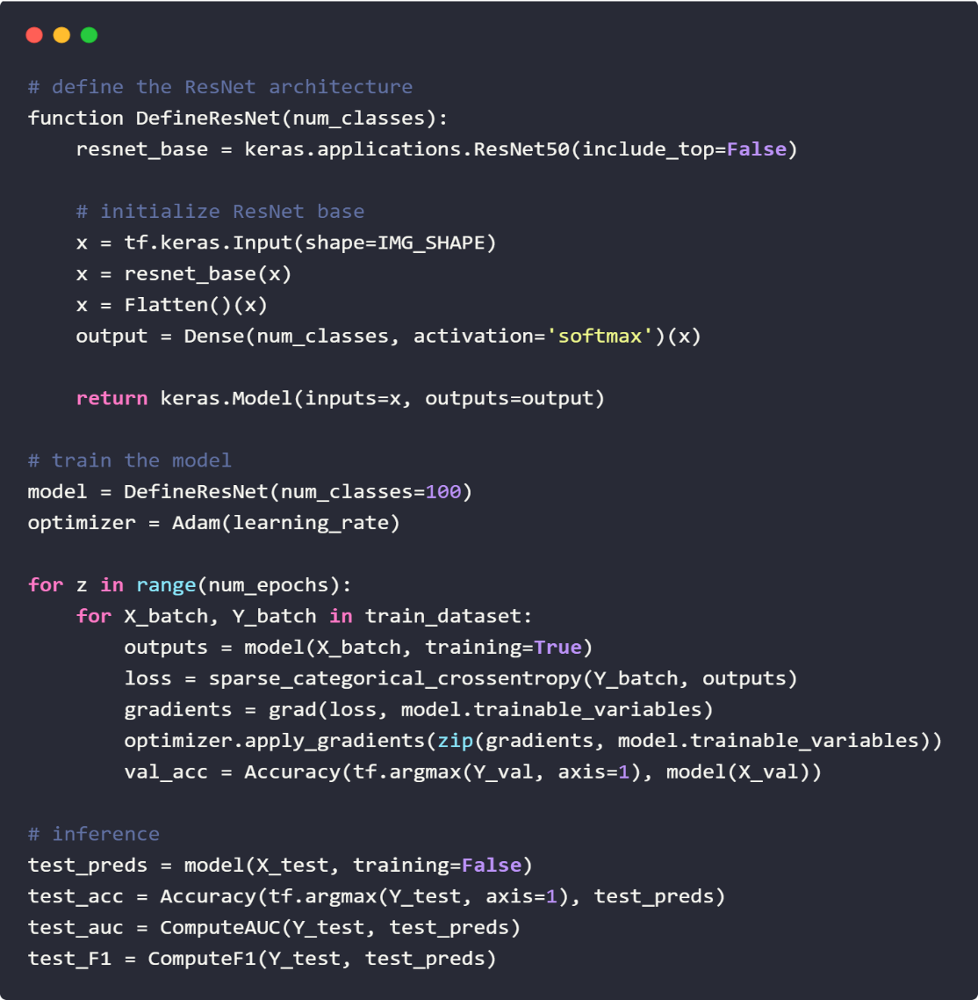 # define the ResNet architecture
function DefineResNet(num_classes):
    resnet_base = keras.applications.ResNet50(include_top=False)

    # initialize ResNet base
    x = tf.keras.Input(shape=IMG_SHAPE)
    x = resnet_base(x)
    x = Flatten()(x)
    output = Dense(num_classes, activation='softmax')(x)

    return keras.Model(inputs=x, outputs=output)

# train the model
model = DefineResNet(num_classes=100)
optimizer = Adam(learning_rate)

for z in range(num_epochs):
    for X_batch, Y_batch in train_dataset:
        outputs = model(X_batch, training=True)
        loss = sparse_categorical_crossentropy(Y_batch, outputs)
        gradients = grad(loss, model.trainable_variables)
        optimizer.apply_gradients(zip(gradients, model.trainable_variables))
        val_acc = Accuracy(tf.argmax(Y_val, axis=1), model(X_val))

# inference
test_preds = model(X_test, training=False)
test_acc = Accuracy(tf.argmax(Y_test, axis=1), test_preds)
test_auc = ComputeAUC(Y_test, test_preds)
test_F1 = ComputeF1(Y_test, test_preds)